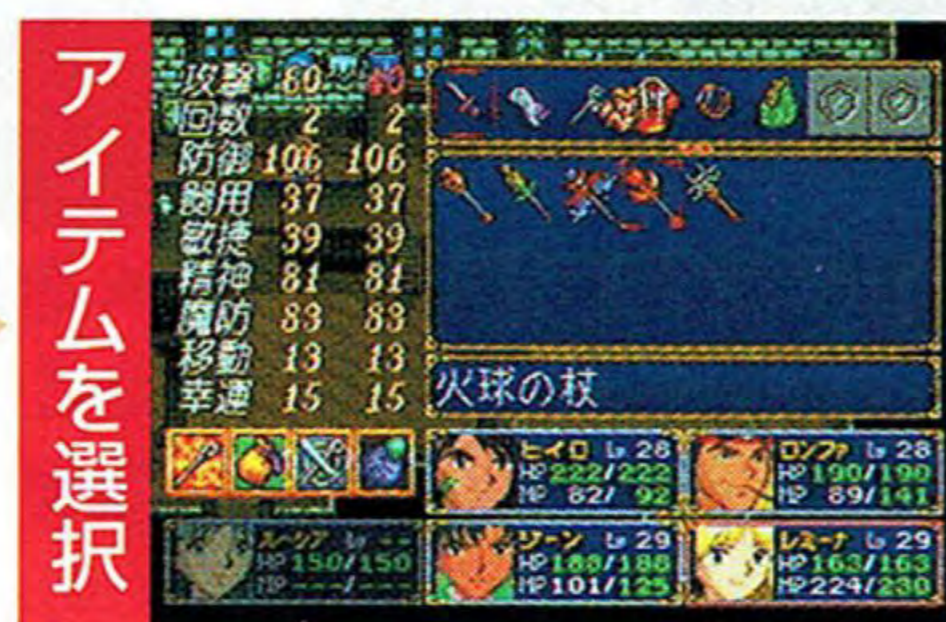 アイテムを選択
攻撃 80 40
回数 2 2
防御 106 106
器用 37 37
敏捷 39 39
精神 81 81
魔防 83 83
移動 13 13
幸運 15 15
火球の杖
ヒイロ Lv 28
HP 222/222
MP 82/ 92
ロンファ Lv 28
HP 190/190
MP 89/141
ルーシア Lv --
HP 150/150
MP ---/---
ジーン Lv 29
HP 188/188
MP 101/125
レミーナ Lv 29
HP 163/163
MP 224/230